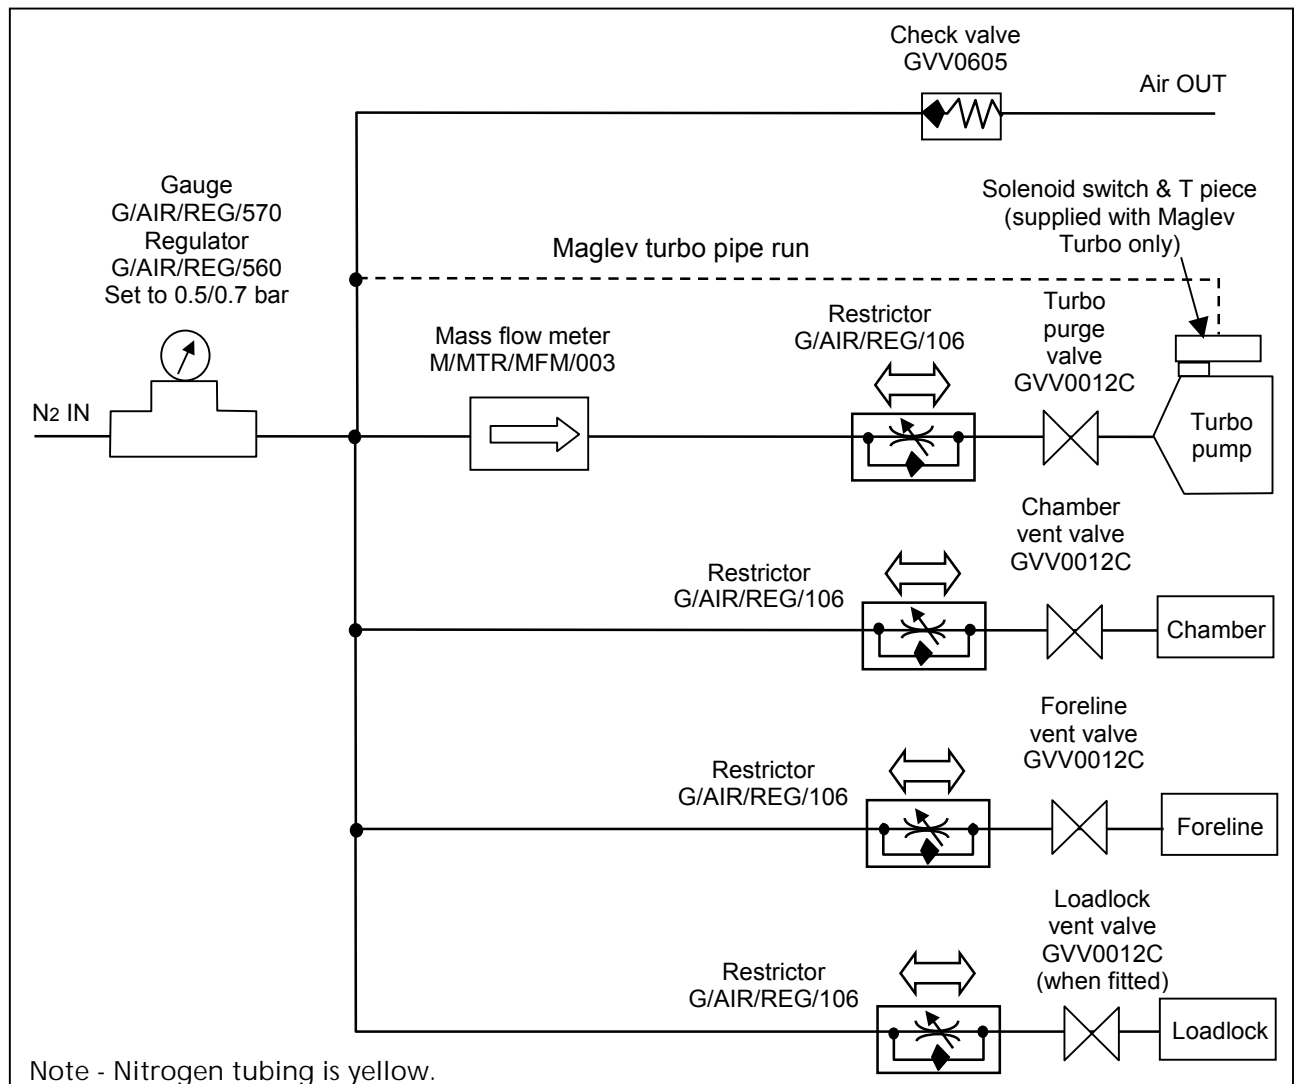 Check valve
GVV0605
Air OUT
Gauge
G/AIR/REG/570
Regulator
G/AIR/REG/560
Set to 0.5/0.7 bar
Solenoid switch & T piece
(supplied with Maglev
Turbo only)
Maglev turbo pipe run
Mass flow meter
M/MTR/MFM/003
Restrictor
G/AIR/REG/106
Turbo
purge
valve
GVV0012C
N2 IN
Turbo
pump
Chamber
vent valve
GVV0012C
Restrictor
G/AIR/REG/106
Chamber
Foreline
vent valve
GVV0012C
Restrictor
G/AIR/REG/106
Foreline
Loadlock
vent valve
GVV0012C
(when fitted)
Restrictor
G/AIR/REG/106
Loadlock
Note - Nitrogen tubing is yellow.